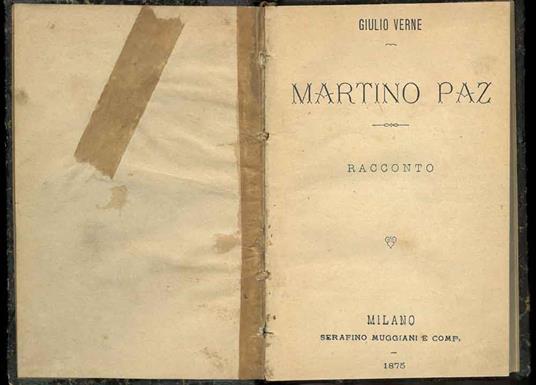 GIULIO VERNE
MARTINO PAZ
RACCONTO
MILANO
SERAFINO MUGGIANI E COMP.
1875